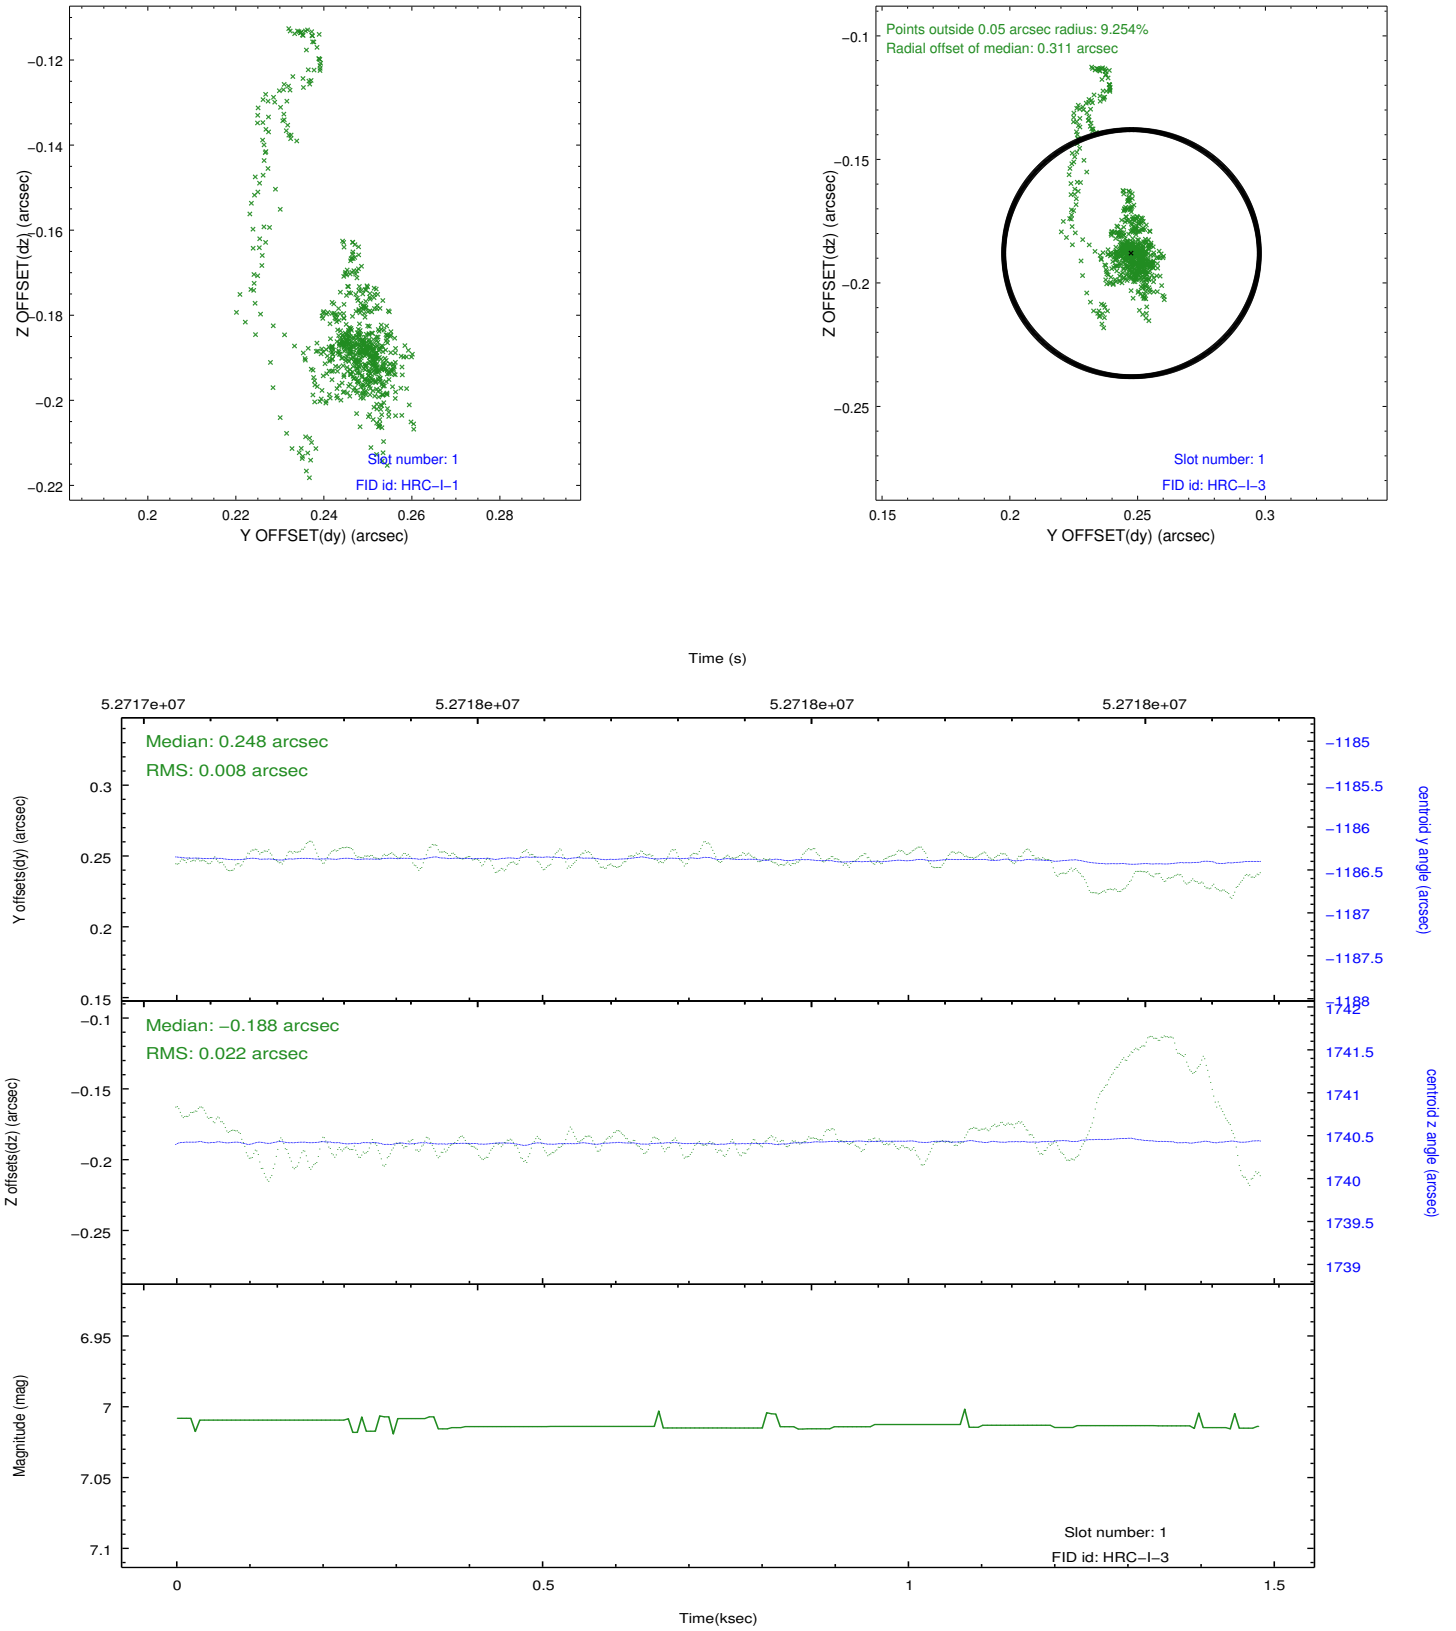 −0.12
−0.14
−0.16
−0.18
−0.2
−0.22
Z OFFSET(dz) (arcsec)
0.2 0.22 0.24 0.26 0.28
Y OFFSET(dy) (arcsec)
Slot number: 1
FID id: HRC−I−1
Points outside 0.05 arcsec radius: 9.254%
Radial offset of median: 0.311 arcsec
−0.1
−0.15
−0.2
−0.25
Z OFFSET(dz) (arcsec)
0.15 0.2 0.25 0.3
Y OFFSET(dy) (arcsec)
Slot number: 1
FID id: HRC−I−3
Time (s)
5.2717e+07 5.2718e+07 5.2718e+07 5.2718e+07
Median: 0.248 arcsec
RMS: 0.008 arcsec
0.3
0.25
0.2
0.15
Y offsets(dy) (arcsec)
−1185
−1185.5
−1186
−1186.5
−1187
−1187.5
−1188
centroid y angle (arcsec)
Median: −0.188 arcsec
RMS: 0.022 arcsec
−0.1
−0.15
−0.2
−0.25
Z offsets(dz) (arcsec)
1742
1741.5
1741
1740.5
1740
1739.5
1739
centroid z angle (arcsec)
6.95
7
7.05
7.1
Magnitude (mag)
Slot number: 1
FID id: HRC−I−3
0 0.5 1 1.5
Time(ksec)